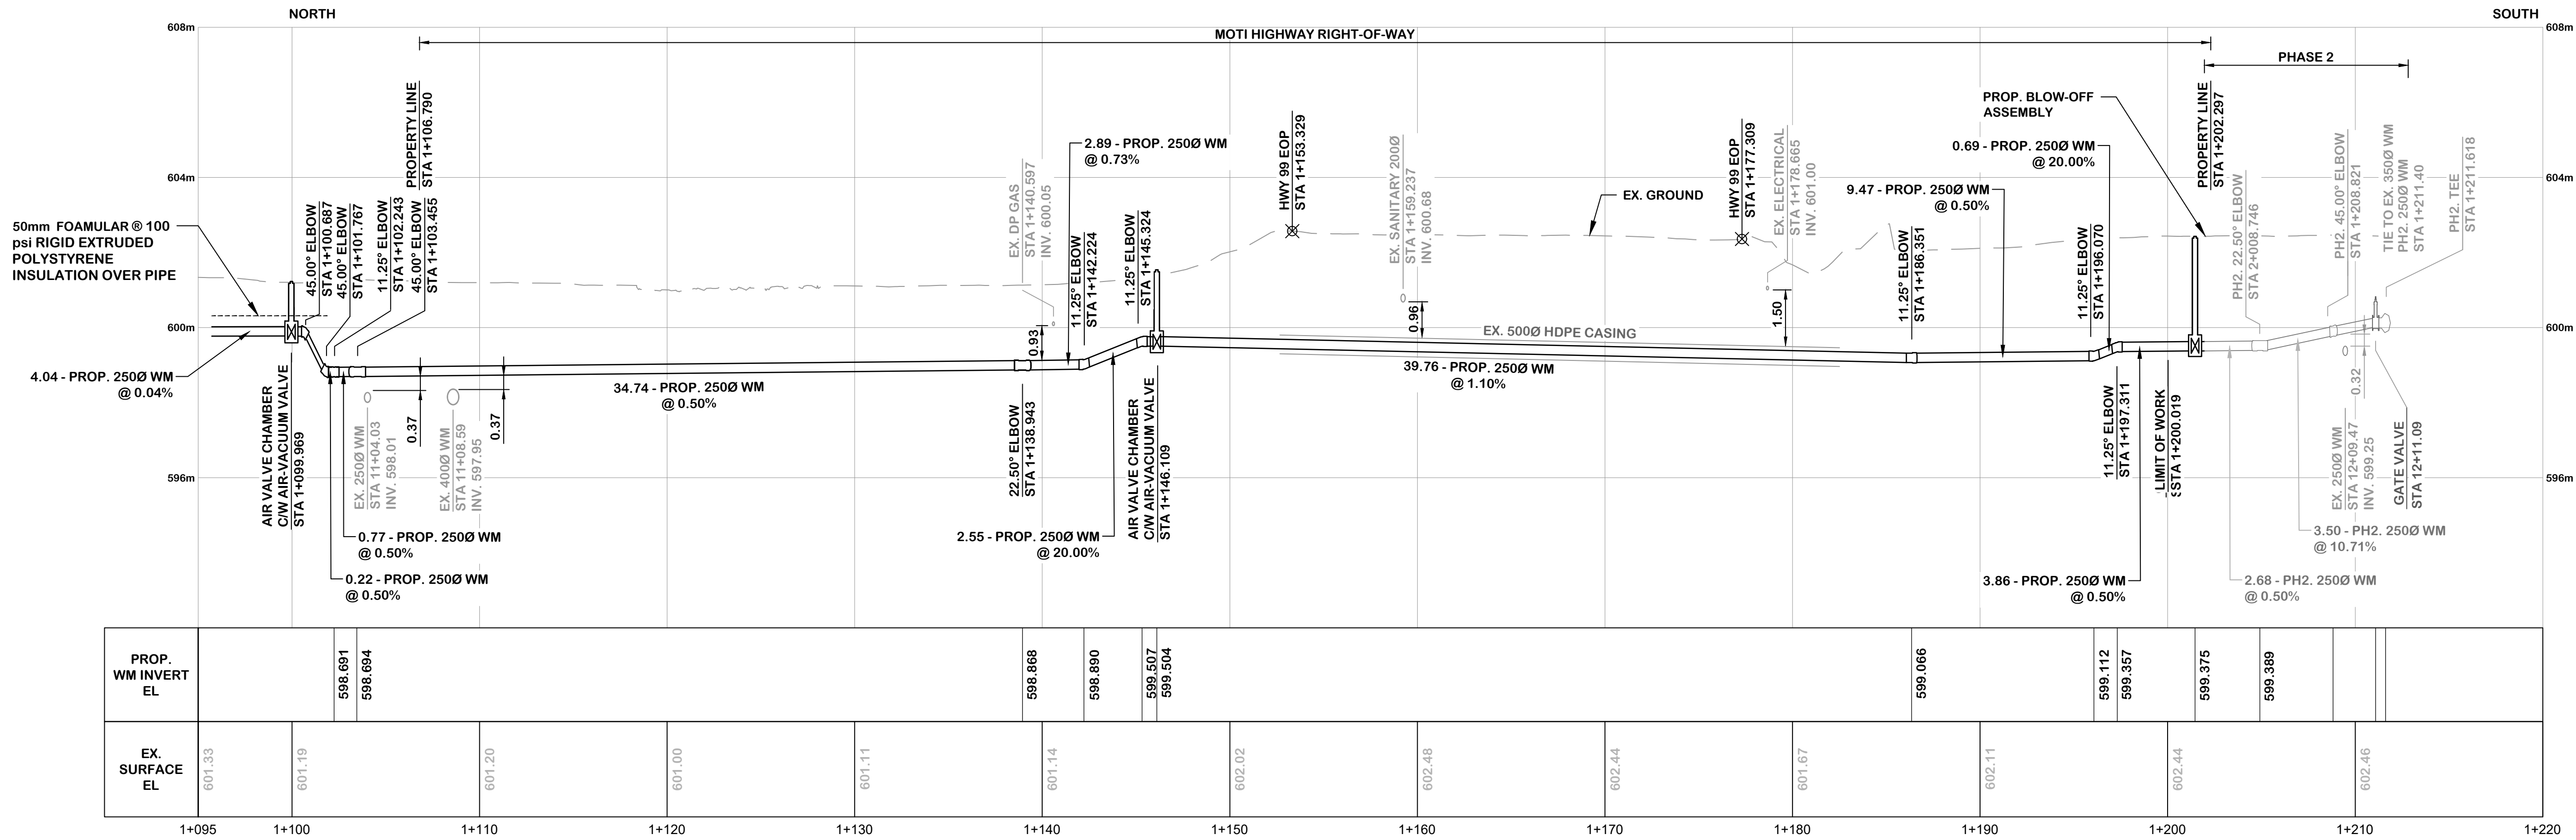 NORTH
SOUTH
608m
608m
MOTI HIGHWAY RIGHT-OF-WAY
PHASE 2
604m
604m
600m
600m
596m
596m
50mm FOAMULAR ® 100
psi RIGID EXTRUDED
POLYSTYRENE
INSULATION OVER PIPE
4.04 - PROP. 250Ø WM
@ 0.04%
AIR VALVE CHAMBER
C/W AIR-VACUUM VALVE
STA 1+099.969
45.00° ELBOW
STA 1+100.687
45.00° ELBOW
STA 1+101.767
11.25° ELBOW
STA 1+102.243
45.00° ELBOW
STA 1+103.455
PROPERTY LINE
STA 1+106.790
EX. 250Ø WM
STA 11+04.03
INV. 598.01
0.37
EX. 400Ø WM
STA 11+08.59
INV. 597.95
0.37
0.77 - PROP. 250Ø WM
@ 0.50%
0.22 - PROP. 250Ø WM
@ 0.50%
34.74 - PROP. 250Ø WM
@ 0.50%
EX. DP GAS
STA 1+140.597
INV. 600.05
0.93
22.50° ELBOW
STA 1+138.943
2.89 - PROP. 250Ø WM
@ 0.73%
11.25° ELBOW
STA 1+142.224
11.25° ELBOW
STA 1+145.324
2.55 - PROP. 250Ø WM
@ 20.00%
AIR VALVE CHAMBER
C/W AIR-VACUUM VALVE
STA 1+146.109
HWY 99 EOP
STA 1+153.329
EX. SANITARY 200Ø
STA 1+159.237
INV. 600.68
0.96
EX. 500Ø HDPE CASING
39.76 - PROP. 250Ø WM
@ 1.10%
EX. GROUND
HWY 99 EOP
STA 1+177.309
EX. ELECTRICAL
STA 1+178.665
INV. 601.00
1.50
11.25° ELBOW
STA 1+186.351
9.47 - PROP. 250Ø WM
@ 0.50%
PROP. BLOW-OFF
ASSEMBLY
0.69 - PROP. 250Ø WM
@ 20.00%
11.25° ELBOW
STA 1+196.070
11.25° ELBOW
STA 1+197.311
LIMIT OF WORK
STA 1+200.019
3.86 - PROP. 250Ø WM
@ 0.50%
PROPERTY LINE
STA 1+202.297
PH2. 22.50° ELBOW
STA 2+008.746
2.68 - PH2. 250Ø WM
@ 0.50%
3.50 - PH2. 250Ø WM
@ 10.71%
PH2. 45.00° ELBOW
STA 1+208.821
TIE TO EX. 350Ø WM
PH2. 250Ø WM
STA 1+211.40
PH2. TEE
STA 1+211.618
EX. 250Ø WM
STA 12+09.47
INV. 599.25
0.32
GATE VALVE
STA 12+11.09
PROP.
WM INVERT
EL
598.691
598.694
598.868
598.890
599.507
599.504
599.066
599.112
599.357
599.375
599.389
EX.
SURFACE
EL
601.33
601.19
601.20
601.00
601.11
601.14
602.02
602.48
602.44
601.67
602.11
602.44
602.46
1+095
1+100
1+110
1+120
1+130
1+140
1+150
1+160
1+170
1+180
1+190
1+200
1+210
1+220